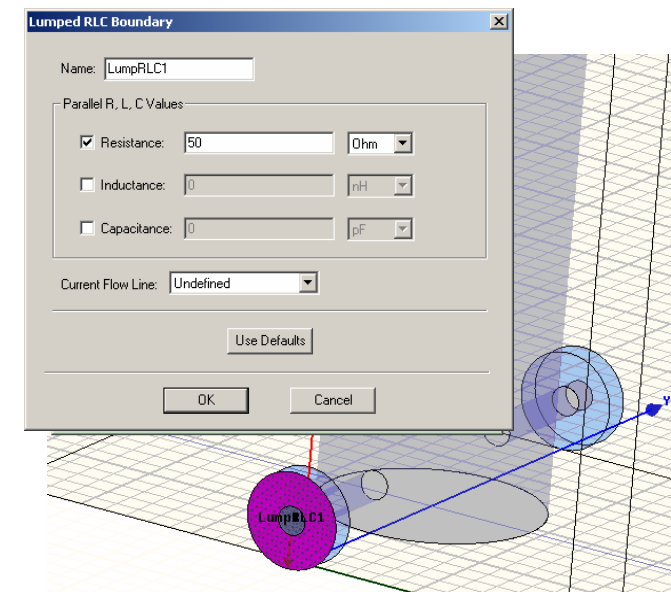 Lumped RLC Boundary
Name: LumpRLC1
Parallel R, L, C Values
Resistance: 50 Ohm
Inductance: 0 nH
Capacitance: 0 pF
Current Flow Line: Undefined
Use Defaults
OK Cancel
Y
LumpRLC1